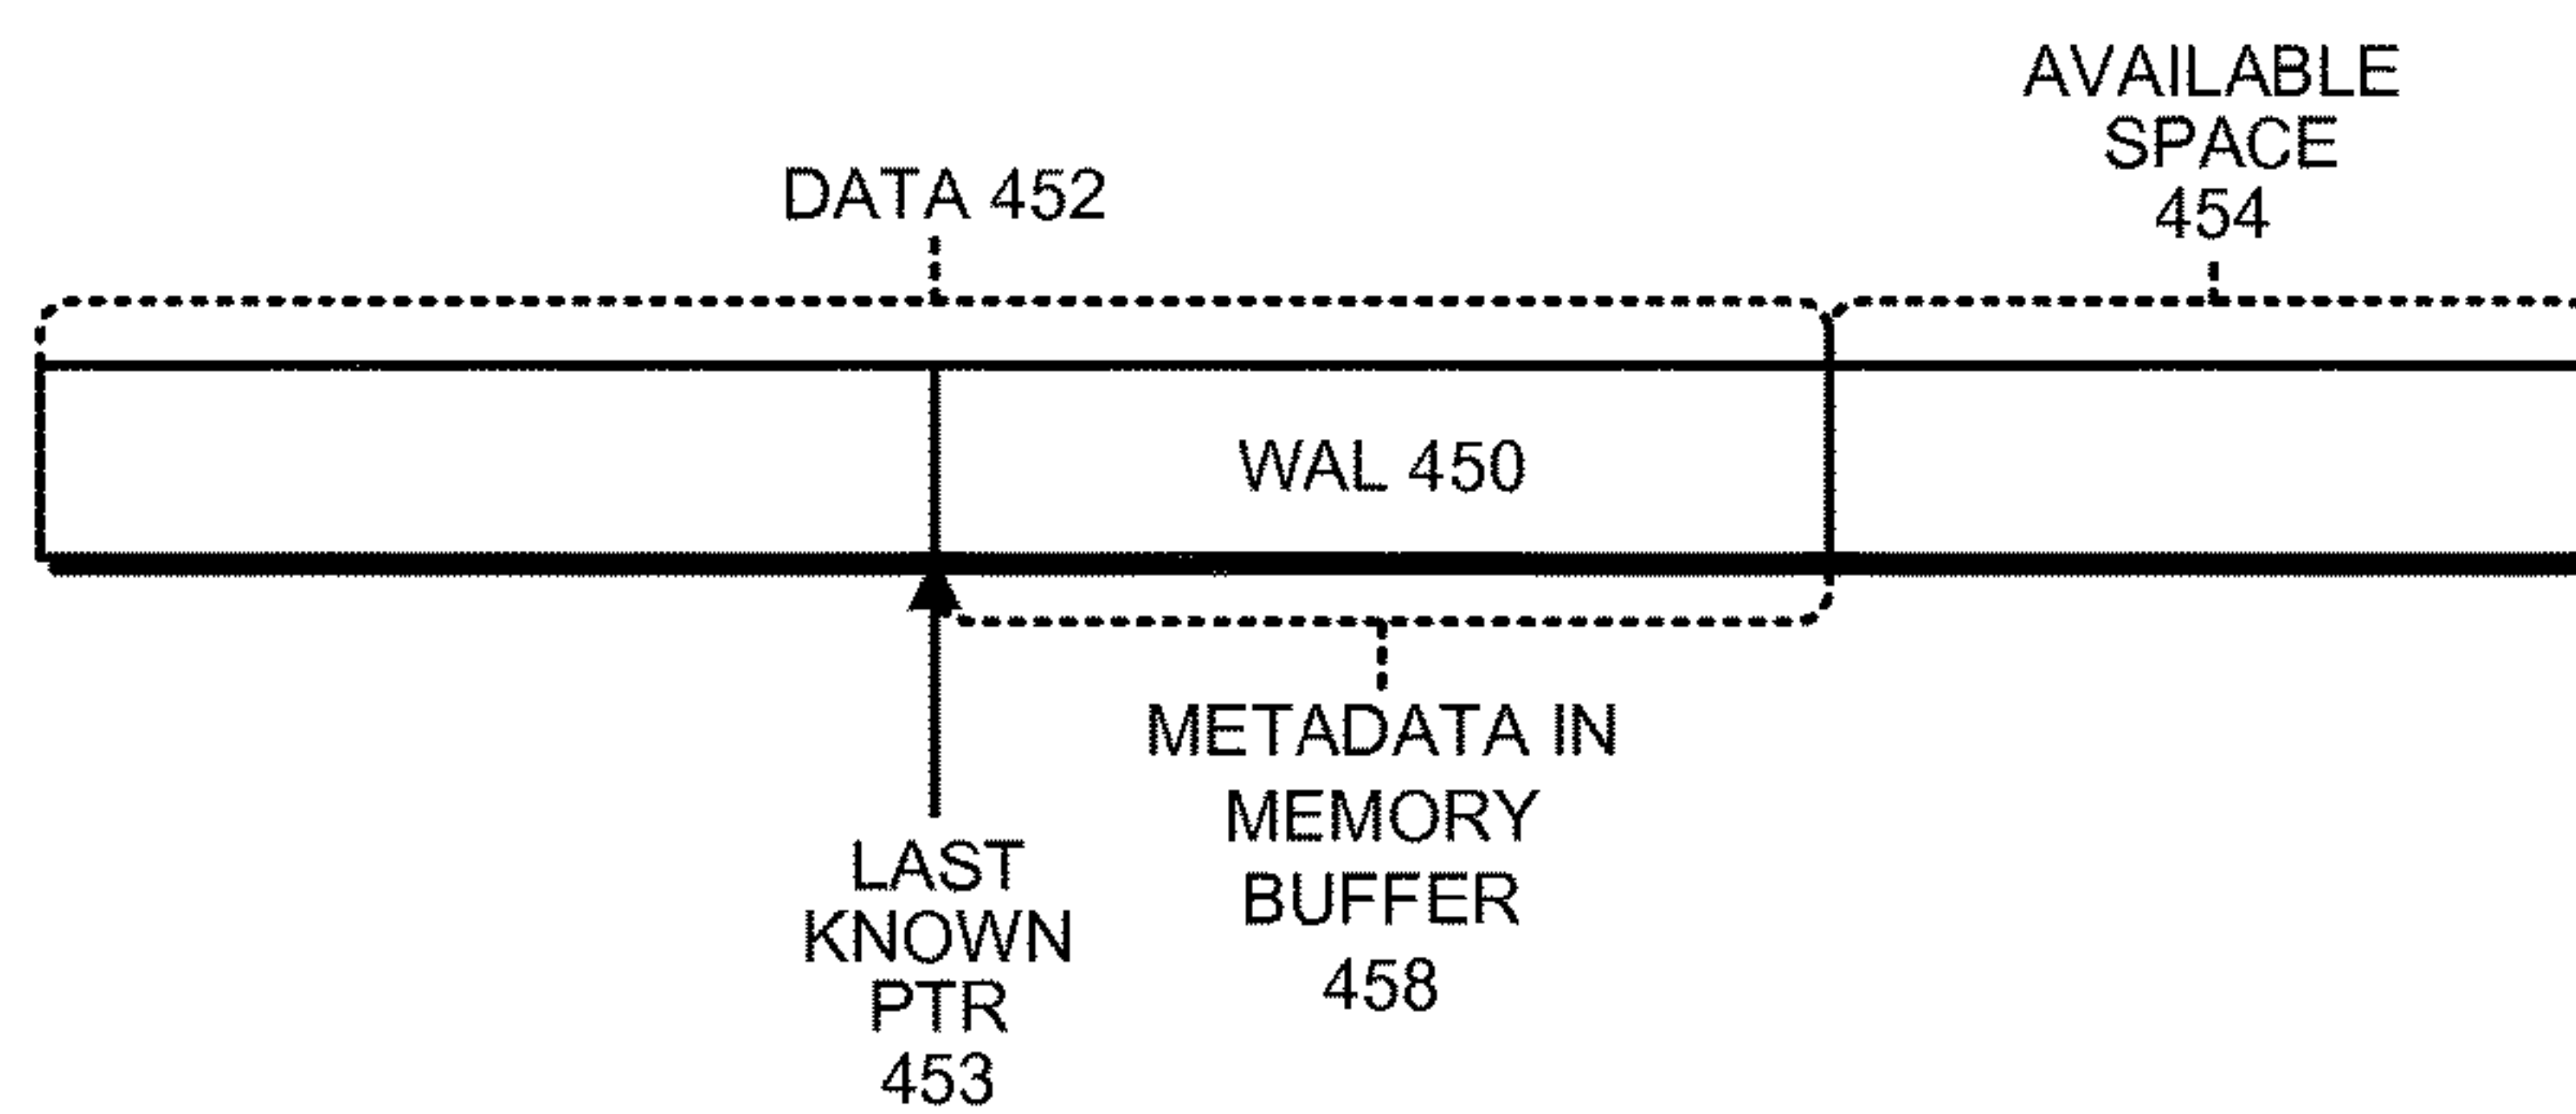 AVAILABLE
SPACE
454
DATA 452
WAL 450
METADATA IN
MEMORY
BUFFER
458
LAST
KNOWN
PTR
453